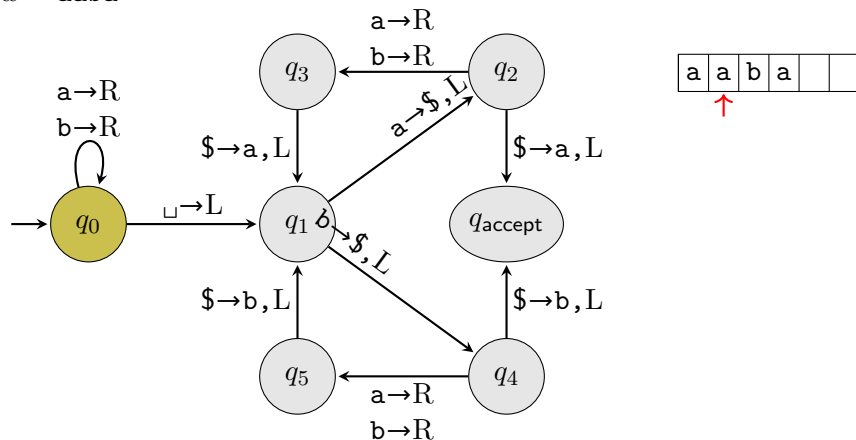 a→R
b→R
q3
q2
a a b a
a→R
b→R
a→$,L
$→a,L
$→a,L
q0
␣→L
q1
qaccept
b→$,L
$→b,L
$→b,L
q5
q4
a→R
b→R